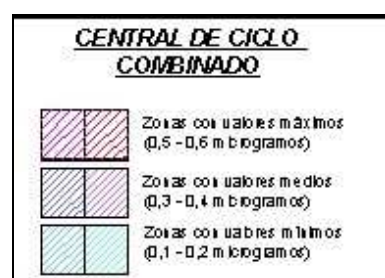 CENTRAL DE CICLO
COMBINADO
Zonas con valores máximos
(0,5 - 0,6 microgramos)
Zonas con valores medios
(0,3 - 0,4 microgramos)
Zonas con valores mínimos
(0,1 - 0,2 microgramos)